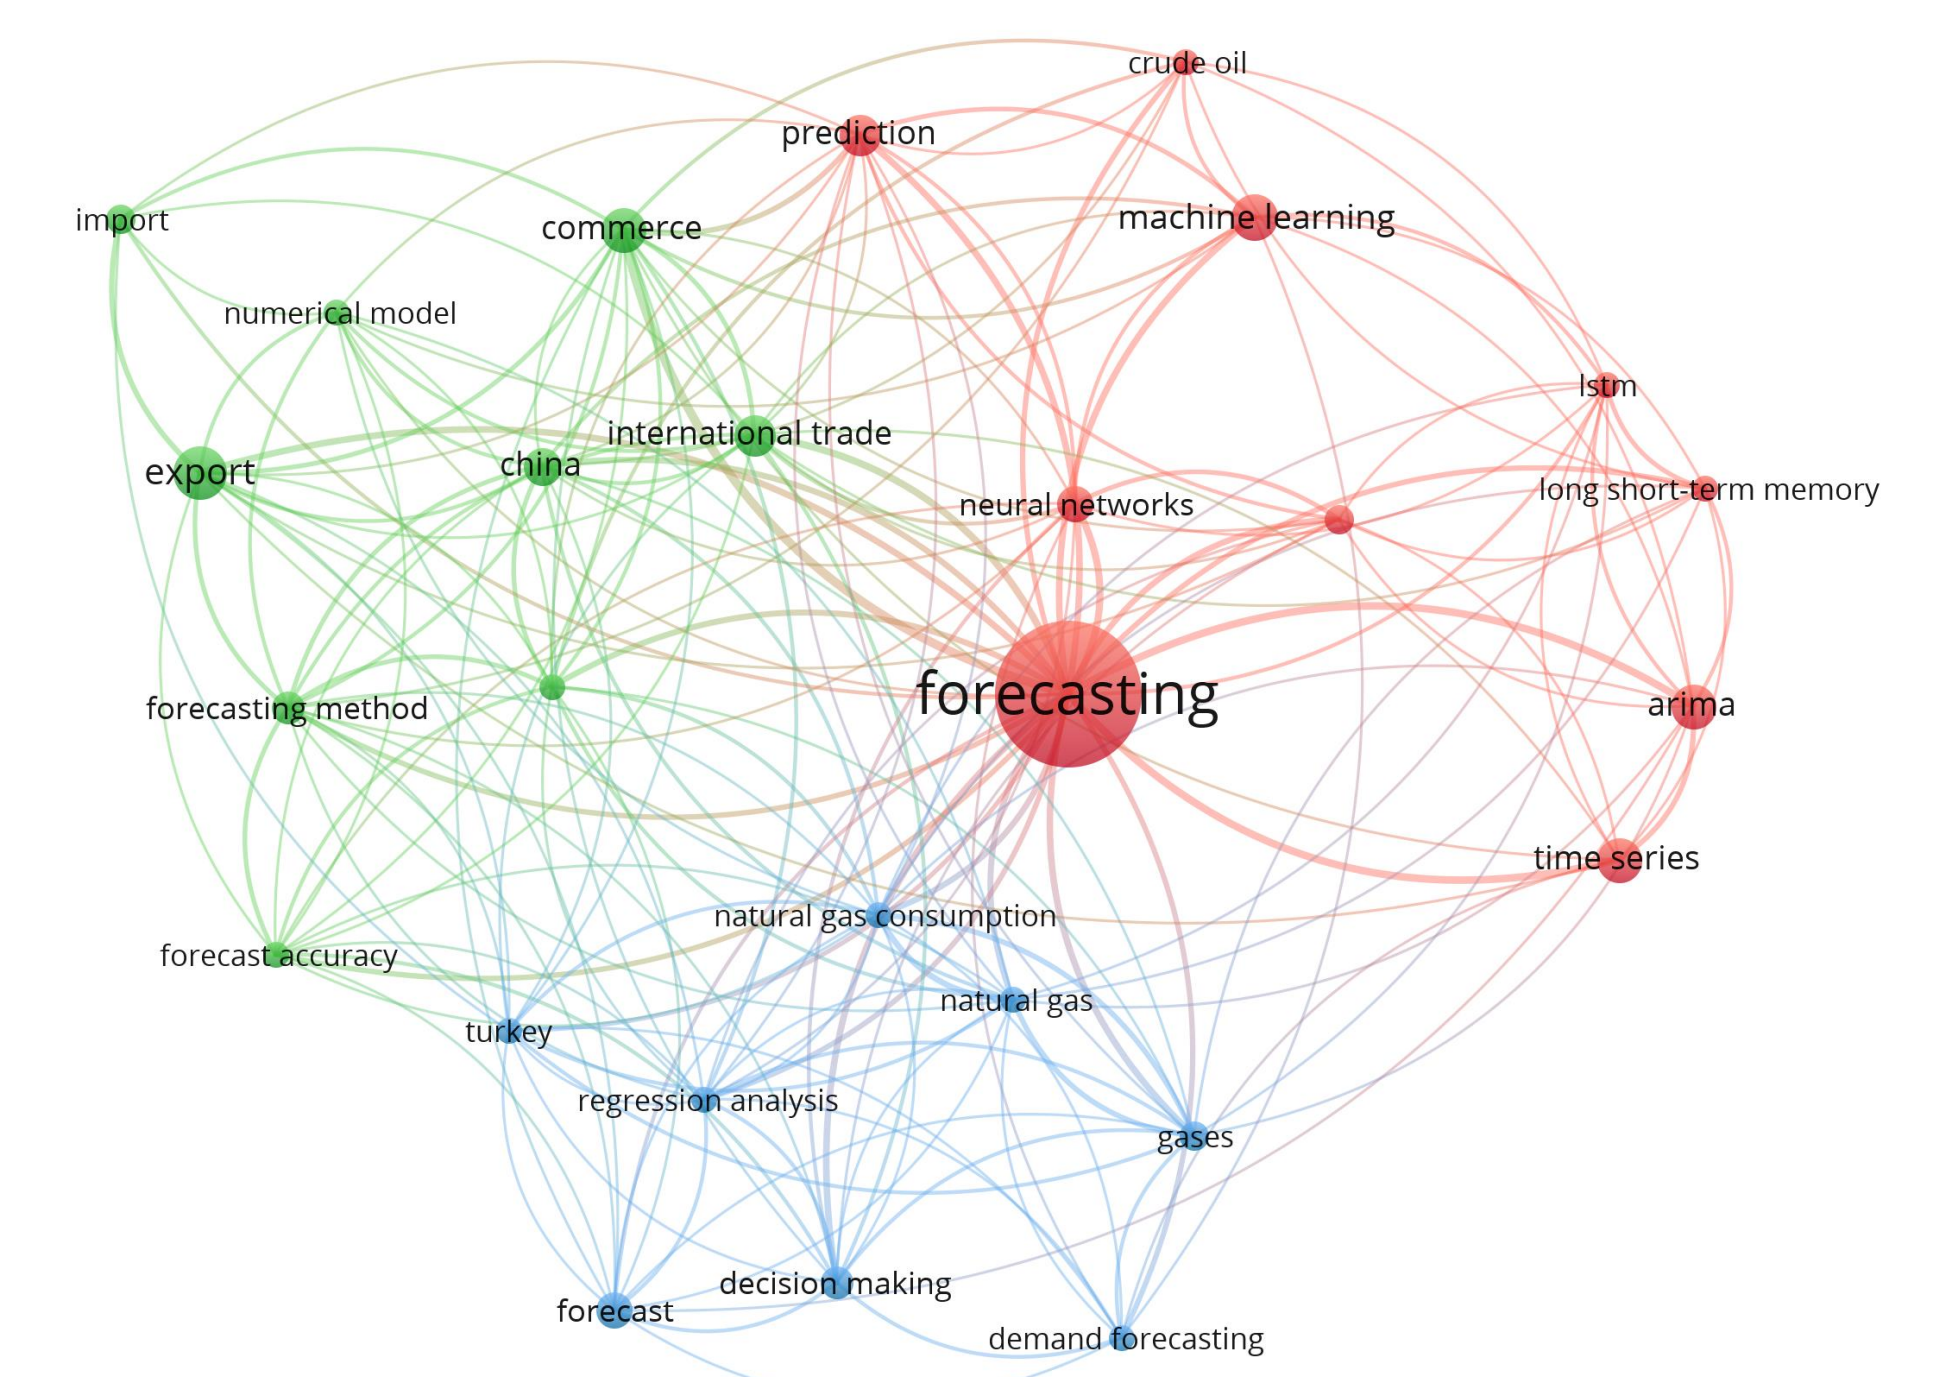 crude oil
prediction
import
commerce
machine learning
numerical model
lstm
international trade
export
china
neural networks
long short-term memory
forecasting
forecasting method
arima
time series
natural gas consumption
forecast accuracy
natural gas
turkey
regression analysis
gases
decision making
forecast
demand forecasting